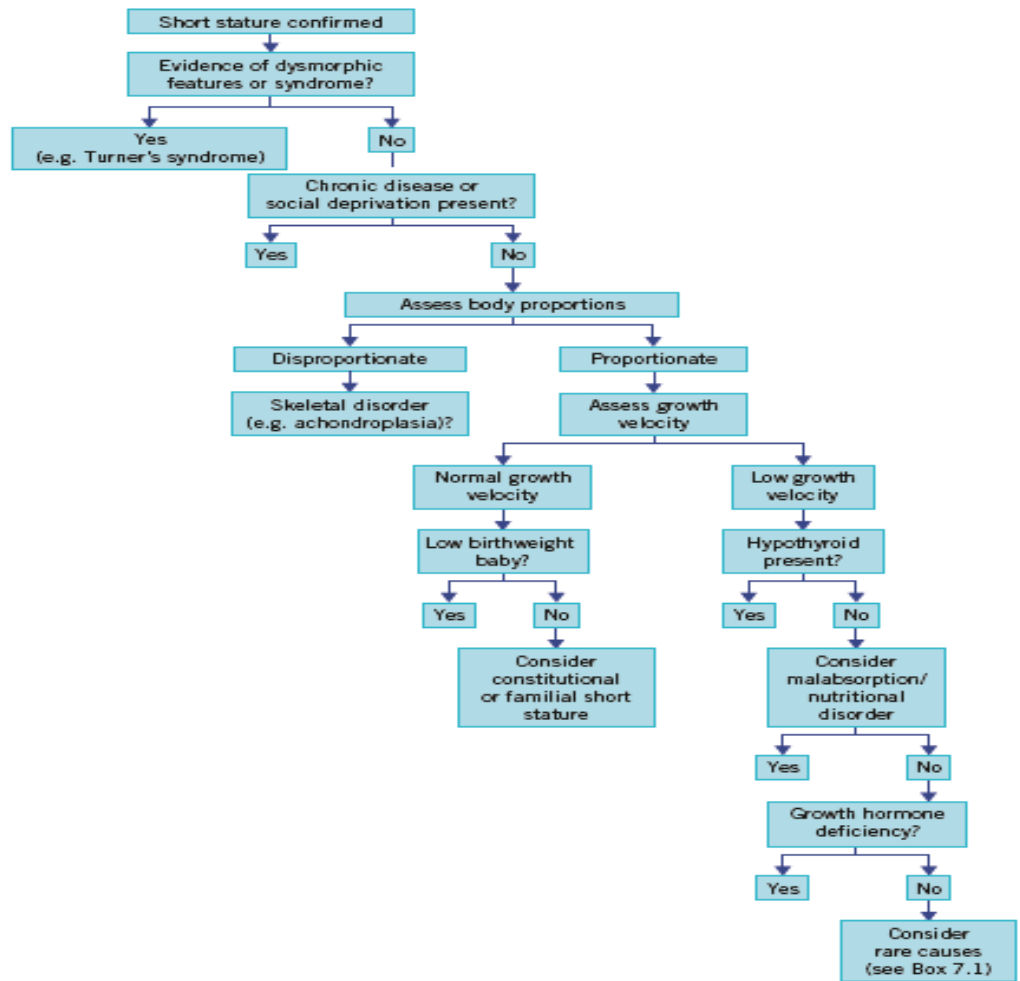 Short stature confirmed
Evidence of dysmorphic
features or syndrome?
Yes
(e.g. Turner's syndrome)
No
Chronic disease or
social deprivation present?
Yes
No
Assess body proportions
Disproportionate
Proportionate
Skeletal disorder
(e.g. achondroplasia)?
Assess growth
velocity
Normal growth
velocity
Low growth
velocity
Low birthweight
baby?
Hypothyroid
present?
Yes
No
Yes
No
Consider
constitutional
or familial short
stature
Consider
malabsorption/
nutritional
disorder
Yes
No
Growth hormone
deficiency?
Yes
No
Consider
rare causes
(see Box 7.1)